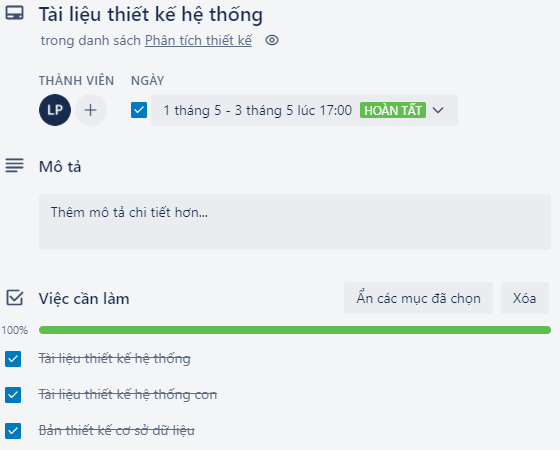 Tài liệu thiết kế hệ thống
trong danh sách Phân tích thiết kế
THÀNH VIÊN NGÀY
LP 1 tháng 5 - 3 tháng 5 lúc 17:00 HOÀN TẤT
Mô tả
Thêm mô tả chi tiết hơn...
Việc cần làm Ẩn các mục đã chọn Xóa
100%
Tài liệu thiết kế hệ thống
Tài liệu thiết kế hệ thống con
Bản thiết kế cơ sở dữ liệu